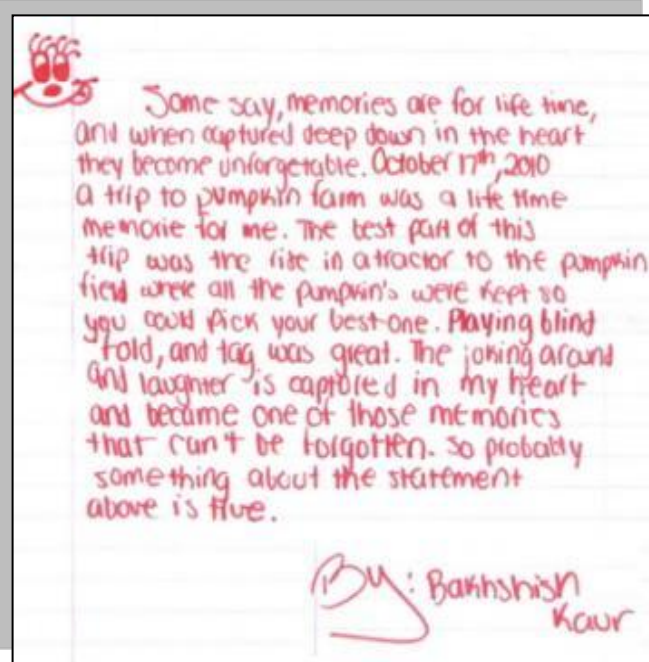 Some say, memories are for life time,
and when captured deep down in the heart
they become unforgetable. October 17th, 2010
a trip to pumpkin farm was a life time
memorie for me. The best part of this
trip was the ride in a tractor to the pumpkin
field where all the pumpkin's were kept so
you could pick your best one. Playing blind
fold, and tag was great. The joking around
and laughter is captured in my heart
and became one of those memories
that can't be forgotten. So probably
something about the statement
above is true.
By: Bakhshish
Kaur